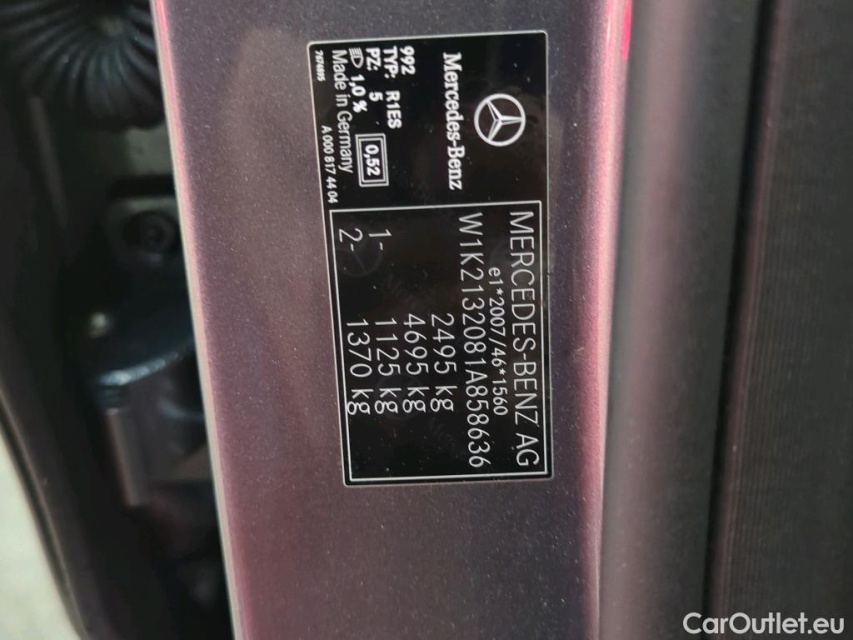 Mercedes-Benz
992
TYP: R1ES
PZ: 5
0,52
1,0 %
Made in Germany
7674695
A 000 817 44 04
MERCEDES-BENZ AG
e1*2007/46*1560
W1K2132081A858636
2495 kg
4695 kg
1- 1125 kg
2- 1370 kg
CarOutlet.eu